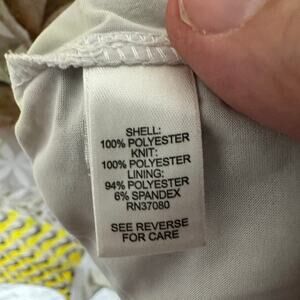 SHELL:
100% POLYESTER
KNIT:
100% POLYESTER
LINING:
94% POLYESTER
6% SPANDEX
RN37080
SEE REVERSE
FOR CARE